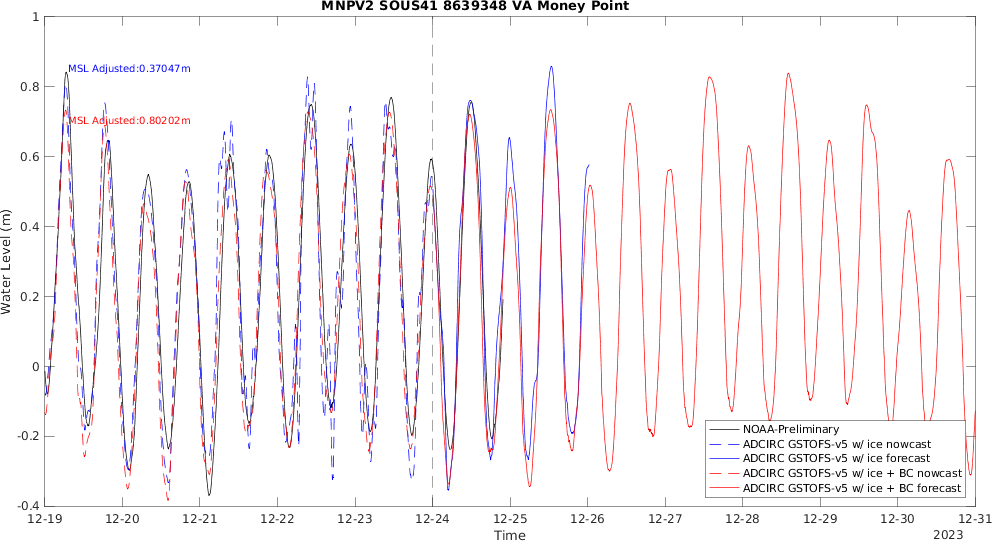 MNPV2 SOUS41 8639348 VA Money Point
1
0.8
0.6
0.4
0.2
0
-0.2
-0.4
Water Level (m)
MSL Adjusted:0.37047m
MSL Adjusted:0.80202m
NOAA-Preliminary
ADCIRC GSTOFS-v5 w/ ice nowcast
ADCIRC GSTOFS-v5 w/ ice forecast
ADCIRC GSTOFS-v5 w/ ice + BC nowcast
ADCIRC GSTOFS-v5 w/ ice + BC forecast
12-19 12-20 12-21 12-22 12-23 12-24 12-25 12-26 12-27 12-28 12-29 12-30 12-31
Time
2023